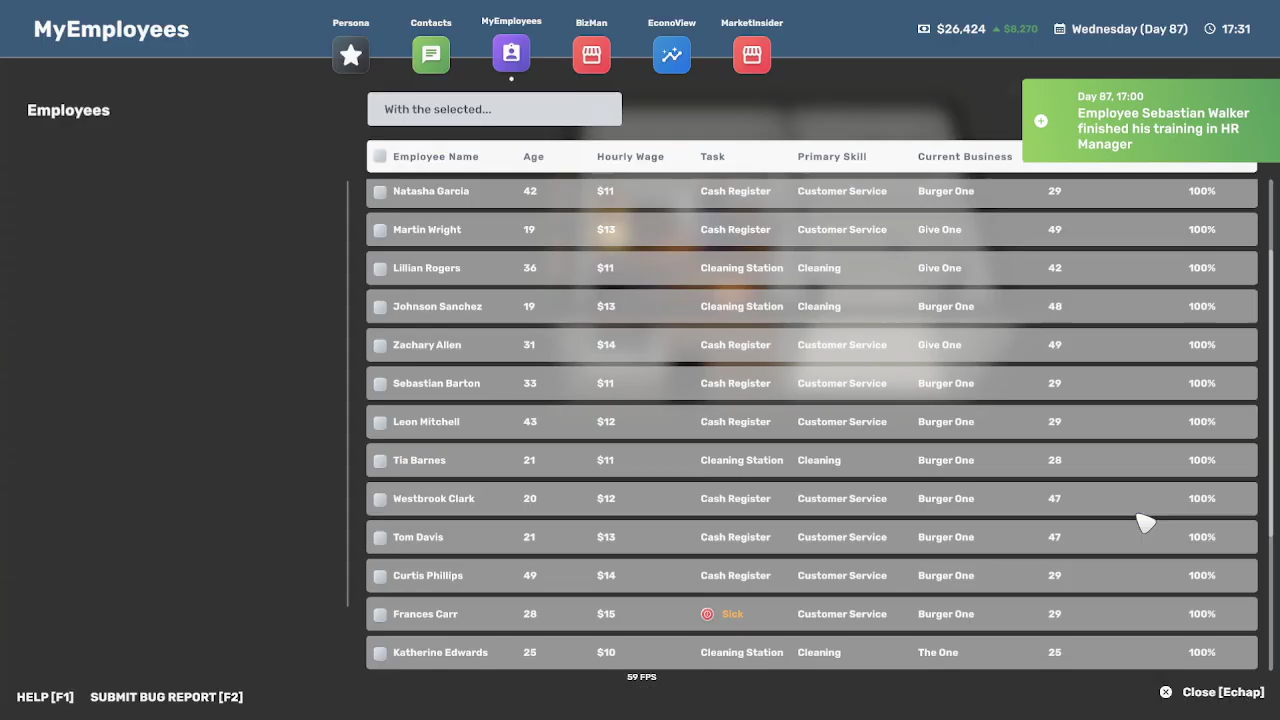 MyEmployees
Persona
Contacts
MyEmployees
BizMan
EconoView
MarketInsider
$26,424 $8,270 Wednesday (Day 87) 17:31
Employees
With the selected...
Day 87, 17:00
Employee Sebastian Walker
finished his training in HR
Manager
Employee Name Age Hourly Wage Task Primary Skill Current Business
Natasha Garcia 42 $11 Cash Register Customer Service Burger One 29 100%
Martin Wright 19 $13 Cash Register Customer Service Give One 49 100%
Lillian Rogers 36 $11 Cleaning Station Cleaning Give One 42 100%
Johnson Sanchez 19 $13 Cleaning Station Cleaning Burger One 48 100%
Zachary Allen 31 $14 Cash Register Customer Service Give One 49 100%
Sebastian Barton 33 $11 Cash Register Customer Service Burger One 29 100%
Leon Mitchell 43 $12 Cash Register Customer Service Burger One 29 100%
Tia Barnes 21 $11 Cleaning Station Cleaning Burger One 28 100%
Westbrook Clark 20 $12 Cash Register Customer Service Burger One 47 100%
Tom Davis 21 $13 Cash Register Customer Service Burger One 47 100%
Curtis Phillips 49 $14 Cash Register Customer Service Burger One 29 100%
Frances Carr 28 $15 Sick Customer Service Burger One 29 100%
Katherine Edwards 25 $10 Cleaning Station Cleaning The One 25 100%
59 FPS
HELP [F1] SUBMIT BUG REPORT [F2]
Close [Echap]